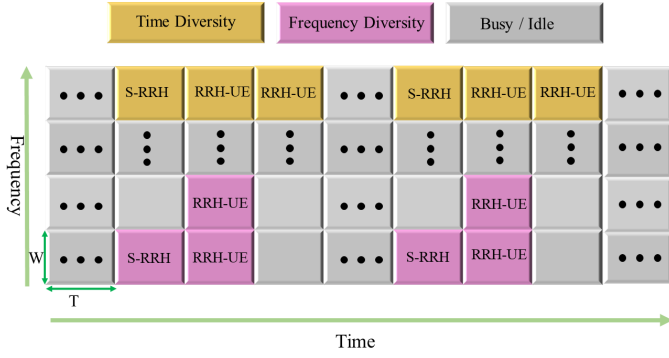 Time Diversity Frequency Diversity Busy / Idle
S-RRH RRH-UE RRH-UE S-RRH RRH-UE RRH-UE
Frequency
RRH-UE RRH-UE
W S-RRH RRH-UE S-RRH RRH-UE
T
Time